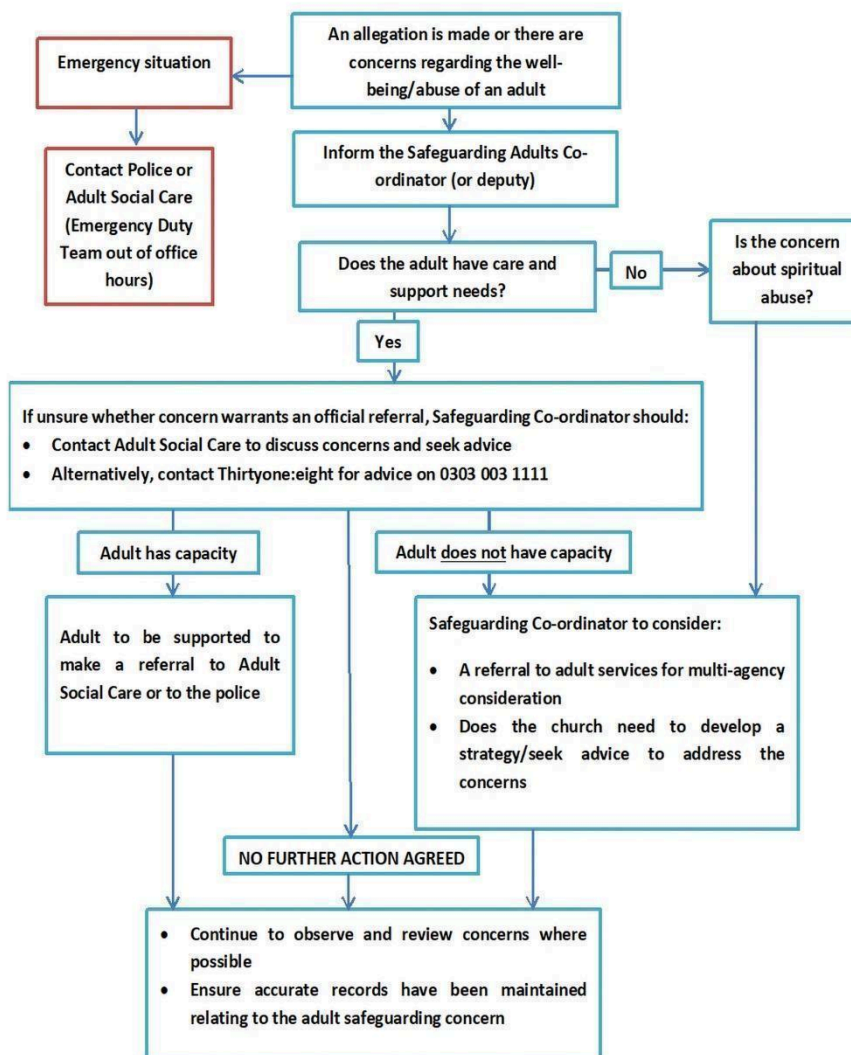 An allegation is made or there are
concerns regarding the well-
being/abuse of an adult
Emergency situation
Contact Police or
Adult Social Care
(Emergency Duty
Team out of office
hours)
Inform the Safeguarding Adults Co-
ordinator (or deputy)
Does the adult have care and
support needs?
No
Is the concern
about spiritual
abuse?
Yes
If unsure whether concern warrants an official referral, Safeguarding Co-ordinator should:
• Contact Adult Social Care to discuss concerns and seek advice
• Alternatively, contact Thirtyone:eight for advice on 0303 003 1111
Adult has capacity
Adult does not have capacity
Adult to be supported to
make a referral to Adult
Social Care or to the police
Safeguarding Co-ordinator to consider:
• A referral to adult services for multi-agency
consideration
• Does the church need to develop a
strategy/seek advice to address the
concerns
NO FURTHER ACTION AGREED
• Continue to observe and review concerns where
possible
• Ensure accurate records have been maintained
relating to the adult safeguarding concern